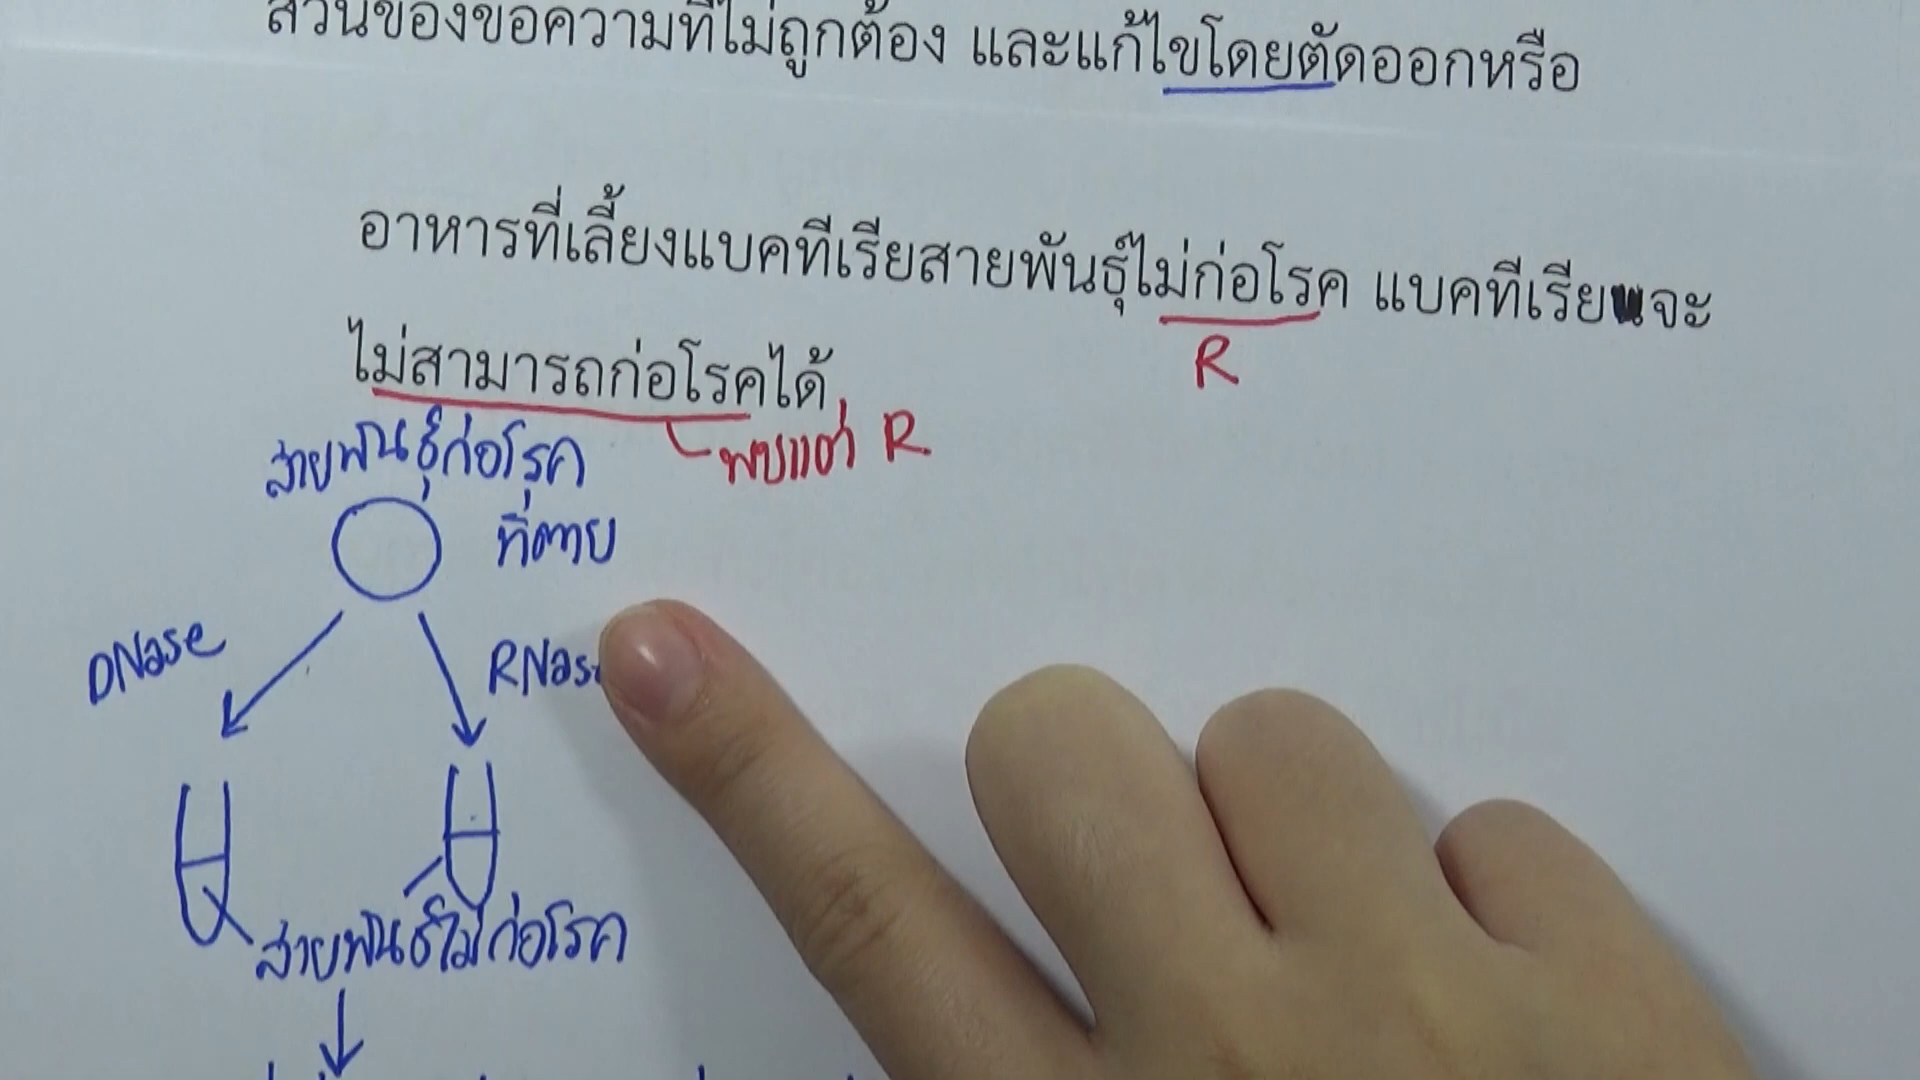 ส่วนของข้อความที่ไม่ถูกต้อง และแก้ไขโดยตัดออกหรือ
อาหารที่เลี้ยงแบคทีเรียสายพันธุ์ไม่ก่อโรค แบคทีเรียจะ
R
ไม่สามารถก่อโรคได้
พบแต่ R
สายพันธุ์ก่อโรค
ที่ตาย
DNase
RNas
สายพันธุ์ไม่ก่อโรค